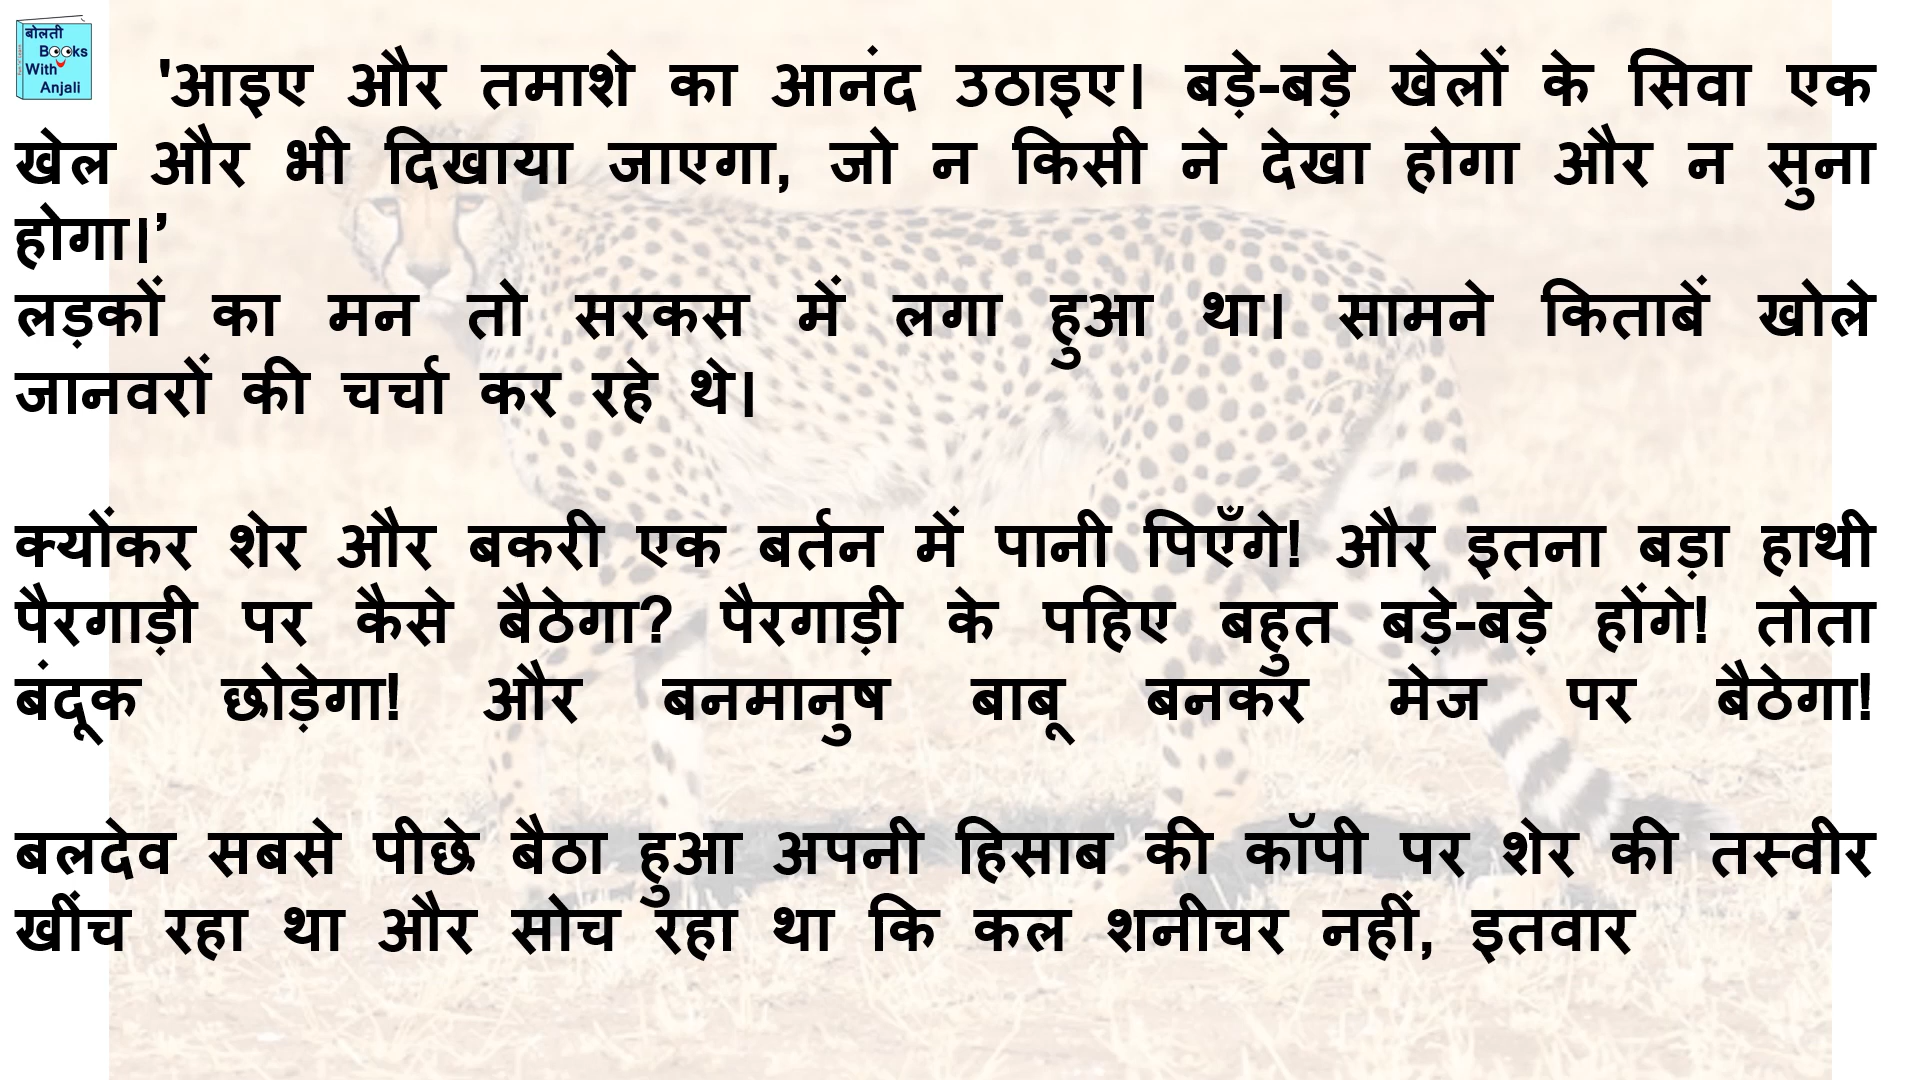 बोलती
Books
With
Anjali
'आइए और तमाशे का आनंद उठाइए। बड़े-बड़े खेलों के सिवा एक
खेल और भी दिखाया जाएगा, जो न किसी ने देखा होगा और न सुना
होगा।’
लड़कों का मन तो सरकस में लगा हुआ था। सामने किताबें खोले
जानवरों की चर्चा कर रहे थे।
क्योंकर शेर और बकरी एक बर्तन में पानी पिएँगे! और इतना बड़ा हाथी
पैरगाड़ी पर कैसे बैठेगा? पैरगाड़ी के पहिए बहुत बड़े-बड़े होंगे! तोता
बंदूक छोड़ेगा! और बनमानुष बाबू बनकर मेज पर बैठेगा!
बलदेव सबसे पीछे बैठा हुआ अपनी हिसाब की कॉपी पर शेर की तस्वीर
खींच रहा था और सोच रहा था कि कल शनीचर नहीं, इतवार